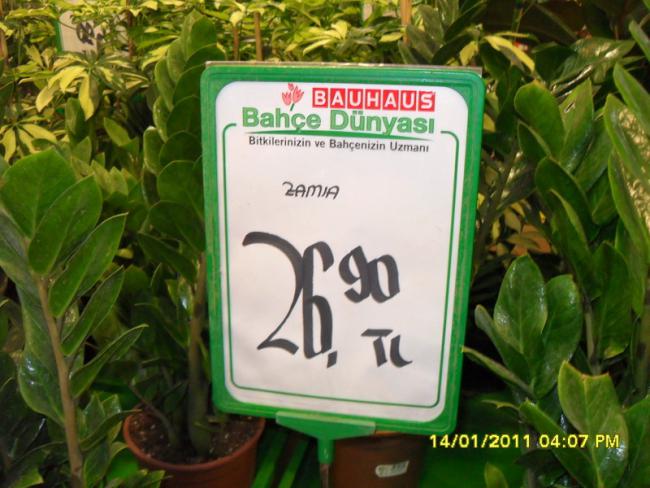 BAUHAUS
Bahçe Dünyası
Bitkilerinizin ve Bahçenizin Uzmanı
ZAMIA
26,90
TL
14/01/2011 04:07 PM